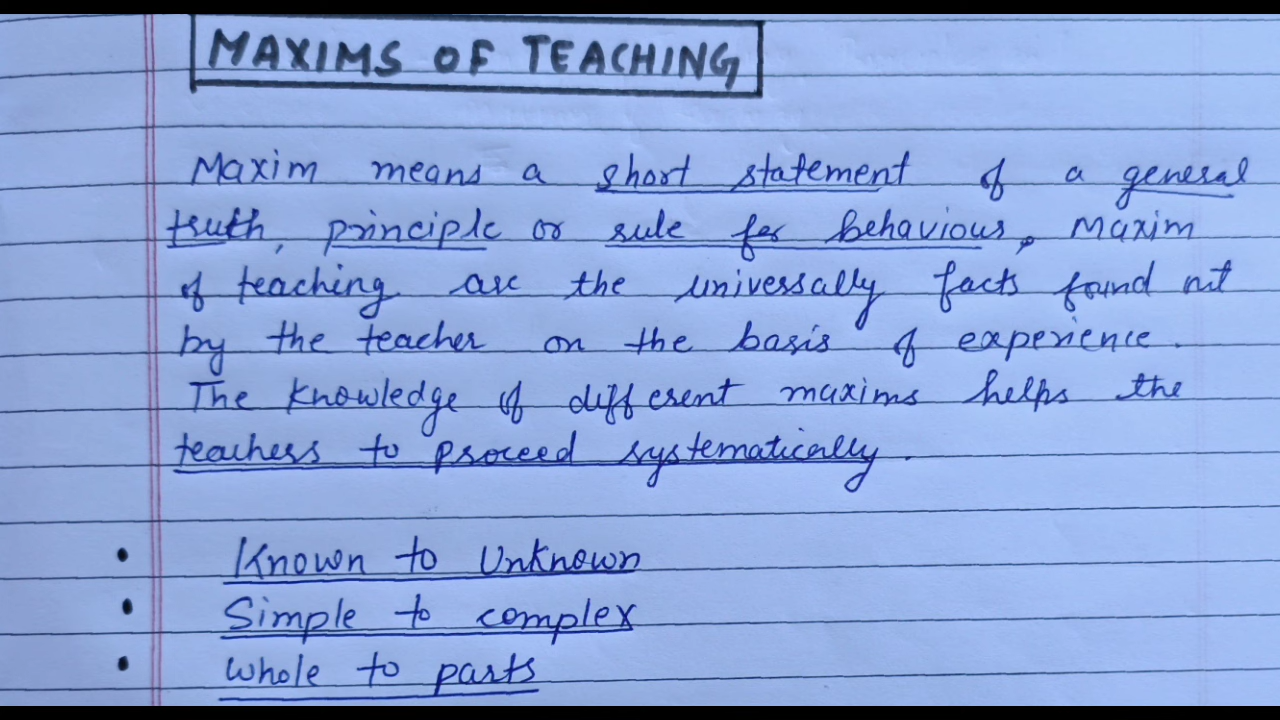 MAXIMS OF TEACHING
Maxim means a short statement of a general
truth, principle or rule for behaviour. Maxim
of teaching are the universally facts found out
by the teacher on the basis of experience.
The knowledge of different maxims helps the
teachers to proceed systematically.
• Known to Unknown
• Simple to complex
• Whole to parts